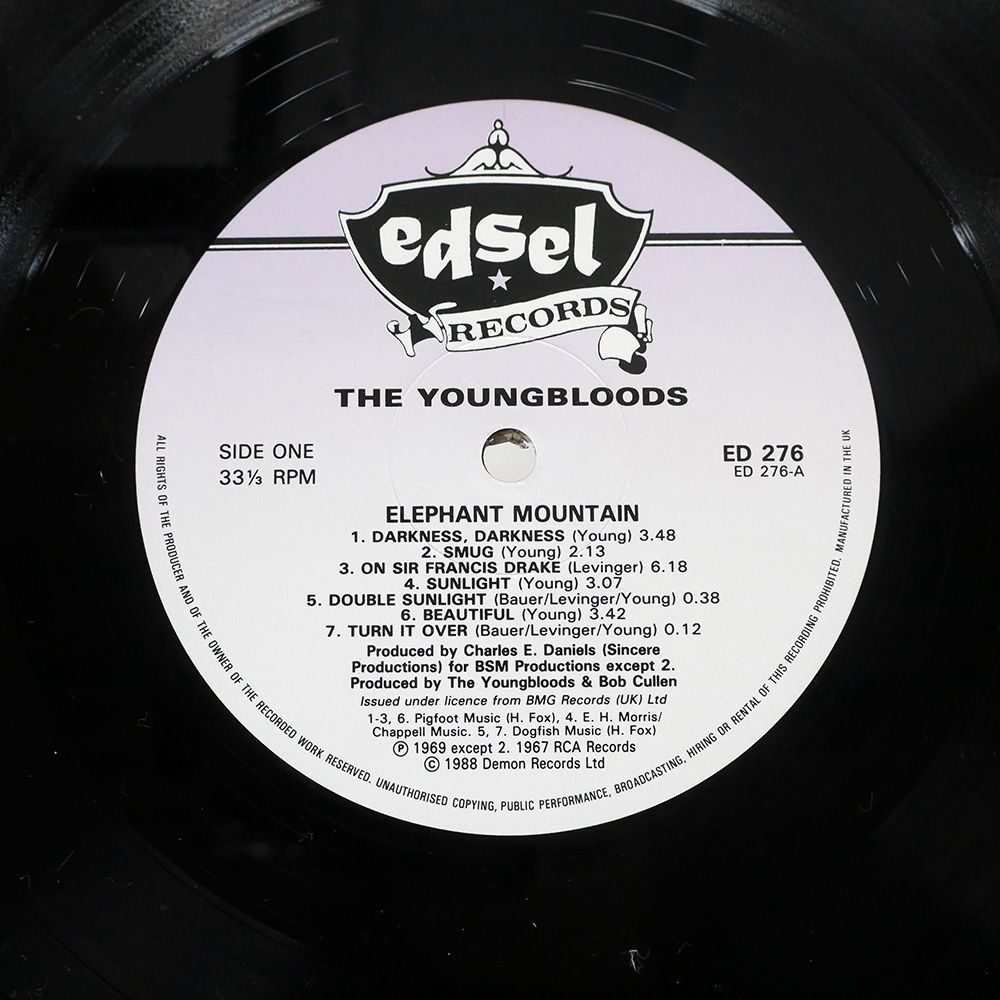 edsel
RECORDS
THE YOUNGBLOODS
SIDE ONE
33⅓ RPM
ED 276
ED 276-A
ELEPHANT MOUNTAIN
1. DARKNESS, DARKNESS (Young) 3.48
2. SMUG (Young) 2.13
3. ON SIR FRANCIS DRAKE (Levinger) 6.18
4. SUNLIGHT (Young) 3.07
5. DOUBLE SUNLIGHT (Bauer/Levinger/Young) 0.38
6. BEAUTIFUL (Young) 3.42
7. TURN IT OVER (Bauer/Levinger/Young) 0.12
Produced by Charles E. Daniels (Sincere
Productions) for BSM Productions except 2.
Produced by The Youngbloods & Bob Cullen
Issued under licence from BMG Records (UK) Ltd
1-3, 6. Pigfoot Music (H. Fox), 4. E. H. Morris/
Chappell Music. 5, 7. Dogfish Music (H. Fox)
℗ 1969 except 2. 1967 RCA Records
© 1988 Demon Records Ltd
ALL RIGHTS OF THE PRODUCER AND OF THE OWNER OF THE RECORDED WORK RESERVED. UNAUTHORISED COPYING, PUBLIC PERFORMANCE, BROADCASTING, HIRING OR RENTAL OF THIS RECORDING PROHIBITED. MANUFACTURED IN THE UK